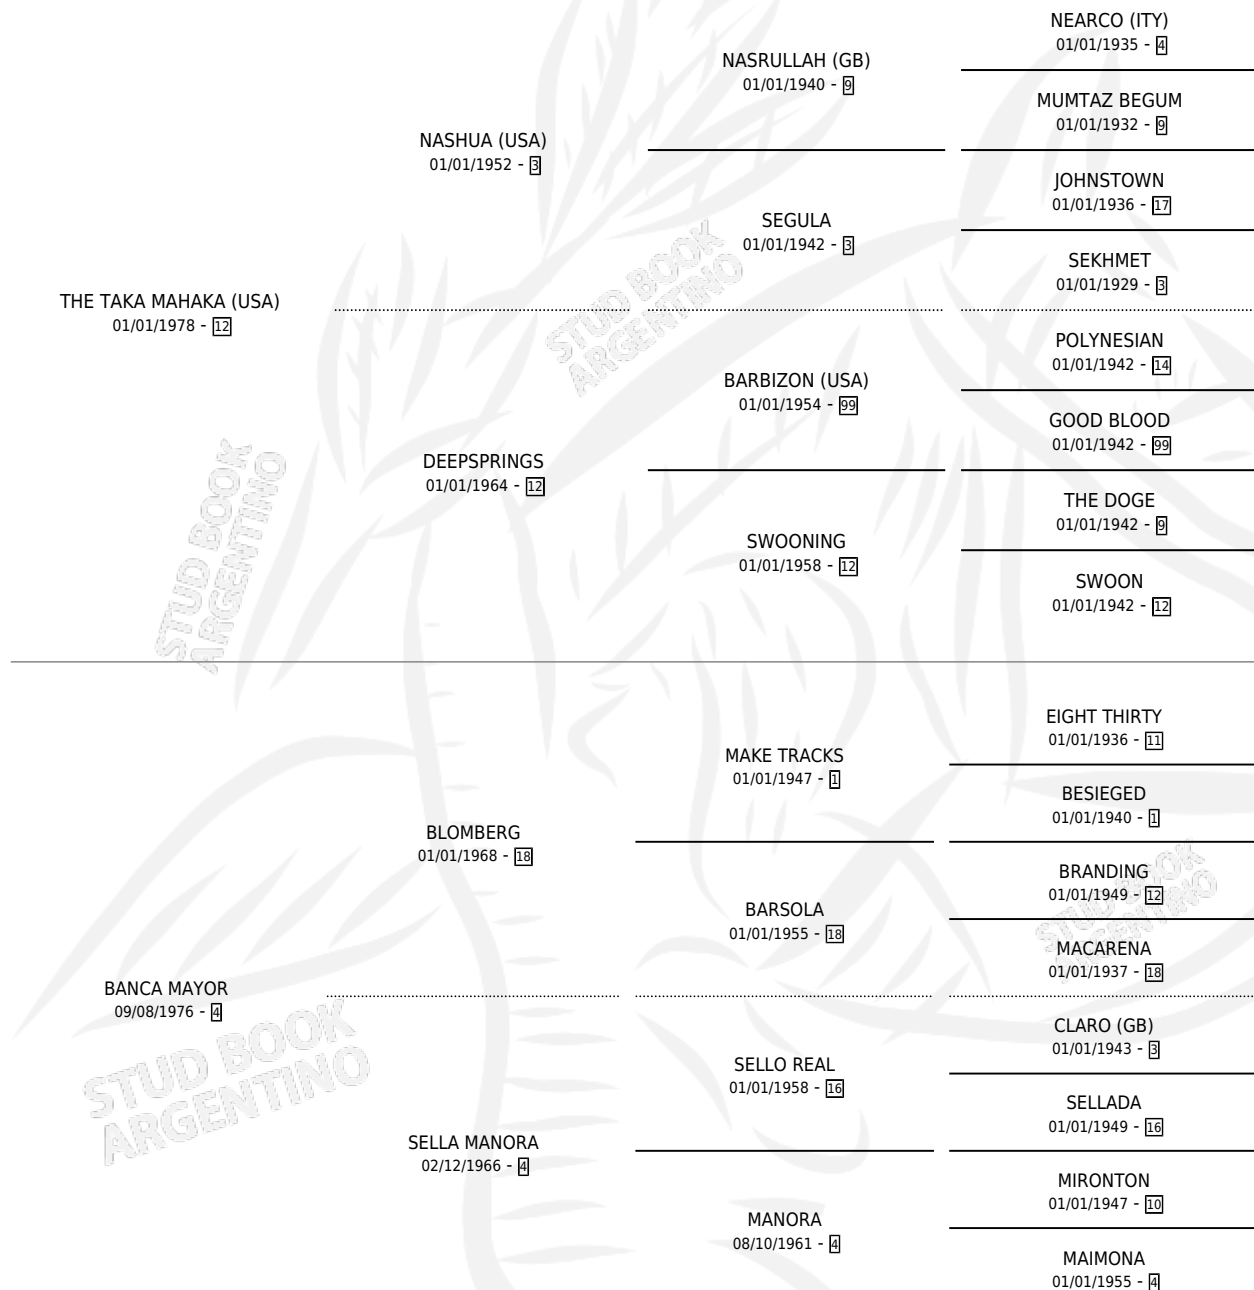 NEARCO (ITY)
01/01/1935 - 4
NASRULLAH (GB)
01/01/1940 - 9
MUMTAZ BEGUM
01/01/1932 - 9
NASHUA (USA)
01/01/1952 - 3
JOHNSTOWN
01/01/1936 - 17
SEGULA
01/01/1942 - 3
SEKHMET
01/01/1929 - 3
THE TAKA MAHAKA (USA)
01/01/1978 - 12
POLYNESIAN
01/01/1942 - 14
BARBIZON (USA)
01/01/1954 - 99
GOOD BLOOD
01/01/1942 - 99
DEEPSPRINGS
01/01/1964 - 12
THE DOGE
01/01/1942 - 9
SWOONING
01/01/1958 - 12
SWOON
01/01/1942 - 12
EIGHT THIRTY
01/01/1936 - 11
MAKE TRACKS
01/01/1947 - 1
BESIEGED
01/01/1940 - 1
BLOMBERG
01/01/1968 - 18
BRANDING
01/01/1949 - 12
BARSOLA
01/01/1955 - 18
MACARENA
01/01/1937 - 18
BANCA MAYOR
09/08/1976 - 4
CLARO (GB)
01/01/1943 - 3
SELLO REAL
01/01/1958 - 16
SELLADA
01/01/1949 - 16
SELLA MANORA
02/12/1966 - 4
MIRONTON
01/01/1947 - 10
MANORA
08/10/1961 - 4
MAIMONA
01/01/1955 - 4
STUD BOOK
ARGENTINO
STUD BOOK
ARGENTINO
STUD BOOK
ARGENTINO
STUD BOOK
ARGENTINO